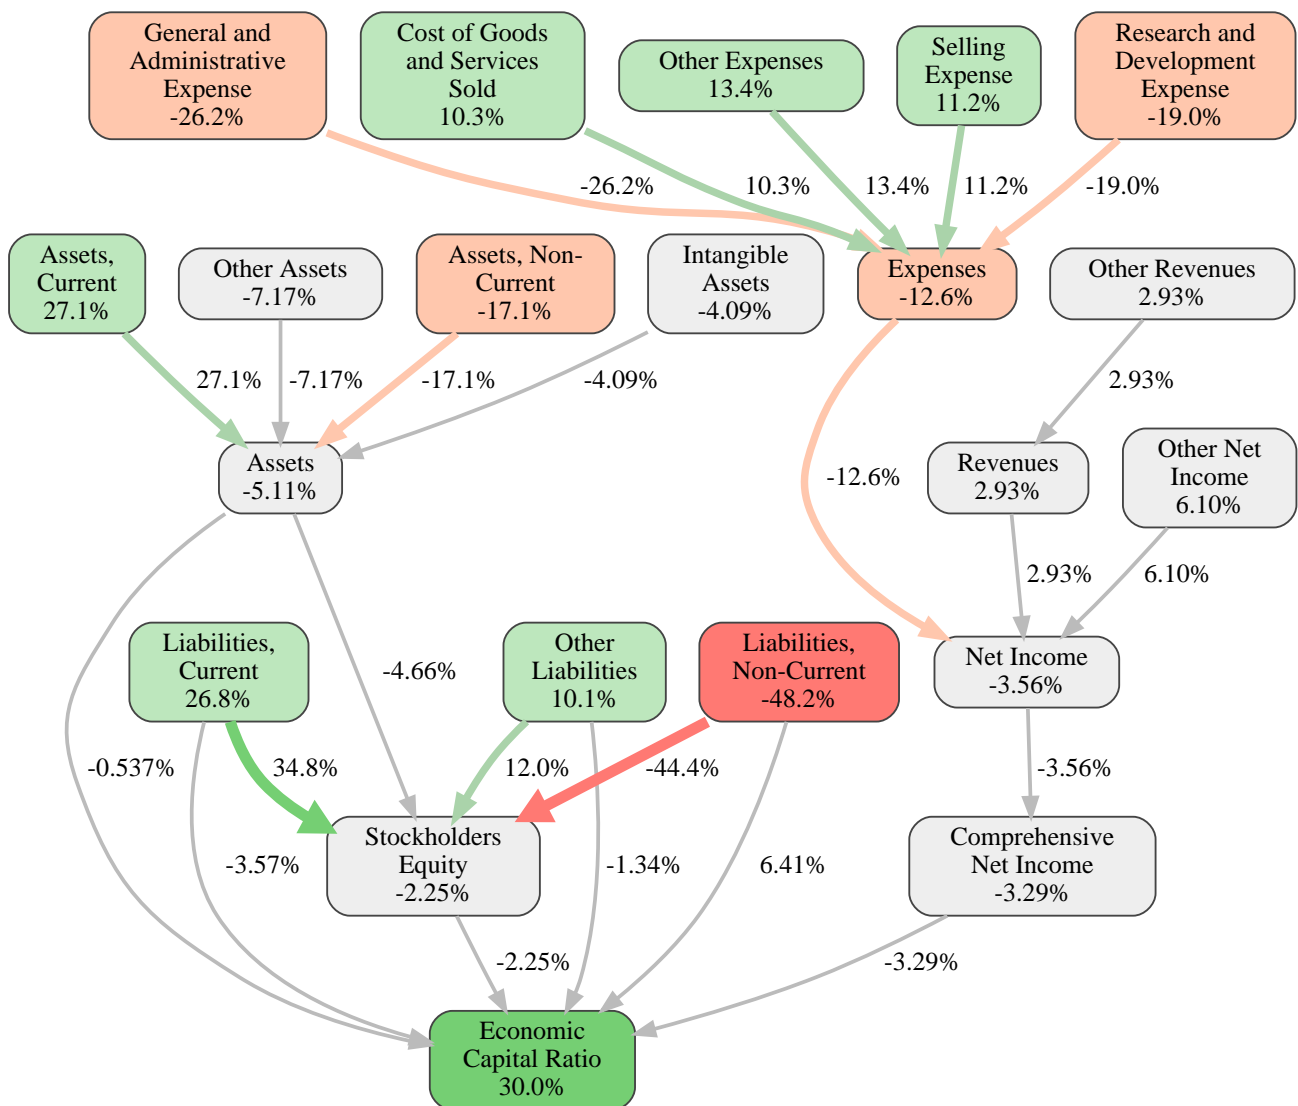 General and
Administrative
Expense
-26.2%
Cost of Goods
and Services
Sold
10.3%
Other Expenses
13.4%
Selling
Expense
11.2%
Research and
Development
Expense
-19.0%
-26.2%
10.3%
13.4%
11.2%
-19.0%
Assets,
Current
27.1%
Other Assets
-7.17%
Assets, Non-
Current
-17.1%
Intangible
Assets
-4.09%
Expenses
-12.6%
Other Revenues
2.93%
27.1%
-7.17%
-17.1%
-4.09%
2.93%
Assets
-5.11%
-12.6%
Revenues
2.93%
Other Net
Income
6.10%
2.93%
6.10%
Liabilities,
Current
26.8%
-4.66%
Other
Liabilities
10.1%
Liabilities,
Non-Current
-48.2%
Net Income
-3.56%
-0.537%
34.8%
12.0%
-44.4%
-3.56%
-3.57%
Stockholders
Equity
-2.25%
-1.34%
6.41%
Comprehensive
Net Income
-3.29%
-2.25%
-3.29%
Economic
Capital Ratio
30.0%